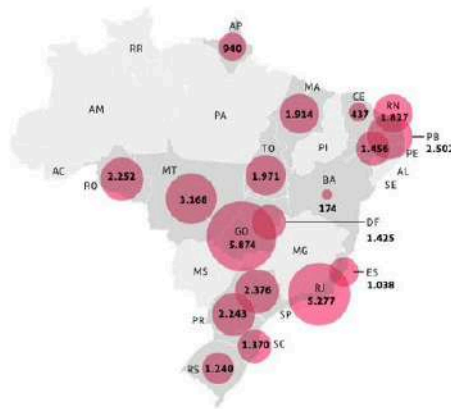 AP
940
RR
MA
CE
RN
1.914
437
1.827
AM
PA
PB
2.502
1.456
PE
PI
TO
AL
AC
RO
2.252
MT
1.971
BA
SE
3.168
174
DF
1.425
GO
5.874
MG
MS
ES
1.038
2.376
RJ
5.277
PR
2.243
SP
1.370
SC
RS
1.240